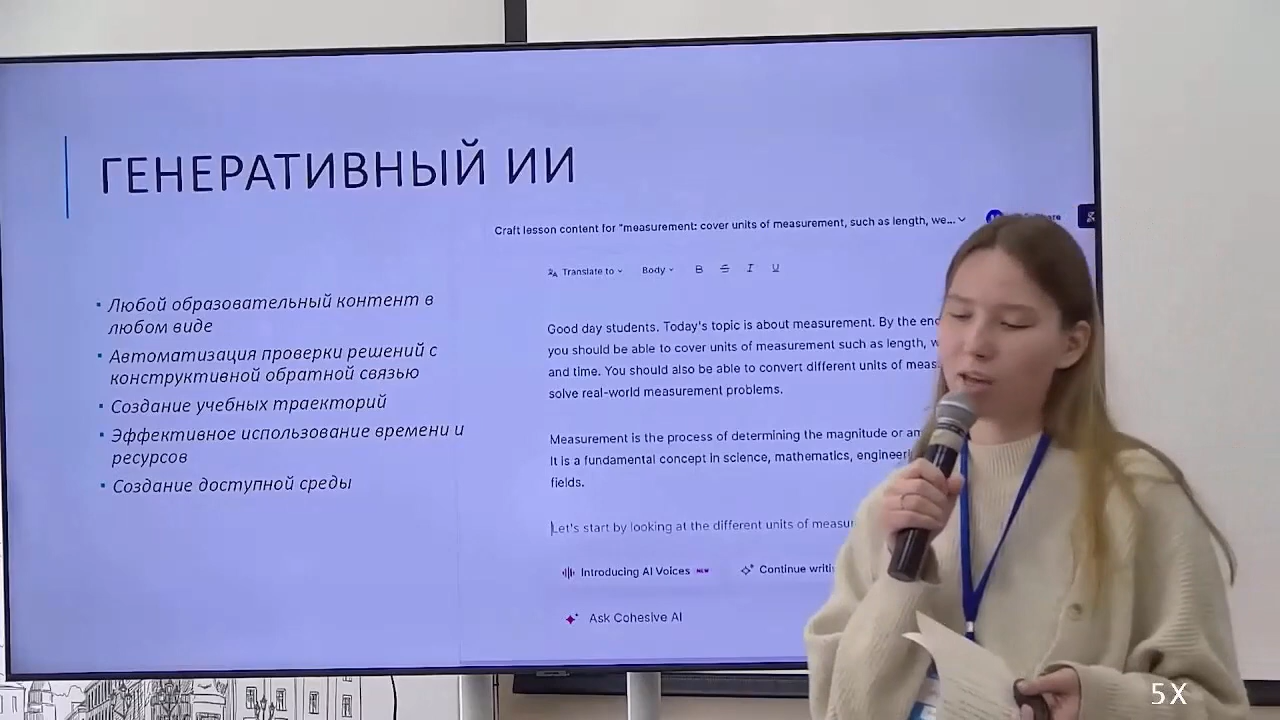 ГЕНЕРАТИВНЫЙ ИИ
Любой образовательный контент в
любом виде
Автоматизация проверки решений с
конструктивной обратной связью
Создание учебных траекторий
Эффективное использование времени и
ресурсов
Создание доступной среды
Craft lesson content for "measurement: cover units of measurement, such as length, we...
Translate to Body B S I U
Good day students. Today's topic is about measurement. By the
you should be able to cover units of measurement such as length,
and time. You should also be able to convert different units of
solve real-world measurement problems.
Measurement is the process of determining the magnitude or
It is a fundamental concept in science, mathematics,
fields.
Let's start by looking at the different units of
Introducing AI Voices NEW Continue
Ask Cohesive AI
5X